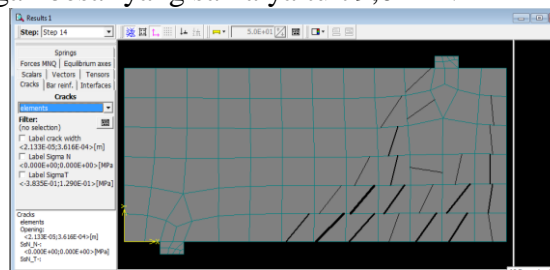 Results 1
Step: Step 14
5.0E+01
Springs
Forces MNQ Equilibrium axes
Scalars Vectors Tensors
Cracks Bar reinf. Interfaces
Cracks
elements
Filter:
(no selection)
Label crack width
<2.133E-05;3.616E-04>[m]
Label Sigma N
<0.000E+00;0.000E+00>[MPa
Label SigmaT
<-3.835E-01;1.290E-01>[MPa
Cracks
elements
Opening:
<2.133E-05;3.616E-04>[m]
<0.000E+00;0.000E+00>[MPa
Y
X